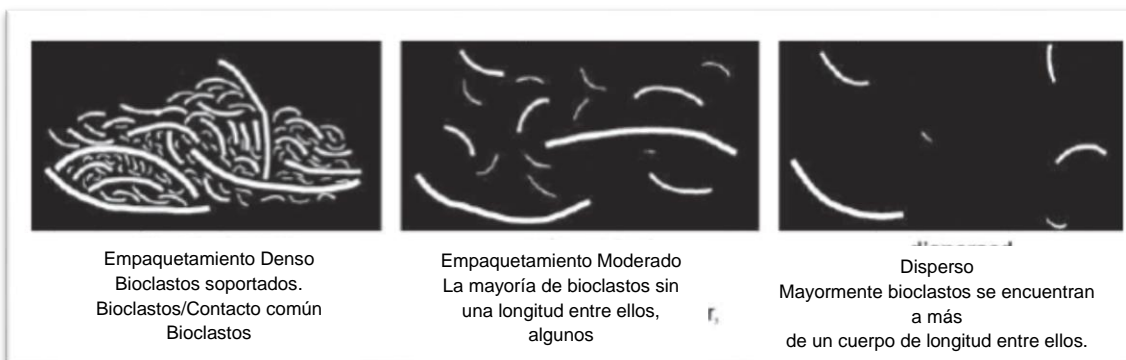 Empaquetamiento Denso
Bioclastos soportados.
Bioclastos/Contacto común
Bioclastos
Empaquetamiento Moderado
La mayoría de bioclastos sin
una longitud entre ellos,
algunos
r,
Disperso
Mayormente bioclastos se encuentran
a más
de un cuerpo de longitud entre ellos.